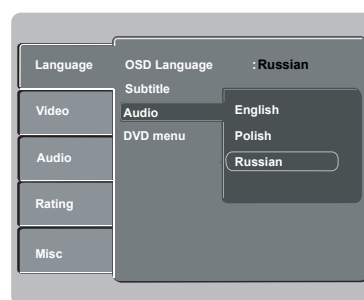 Language
Video
Audio
Rating
Misc
OSD Language :Russian
Subtitle
Audio
DVD menu
English
Polish
Russian